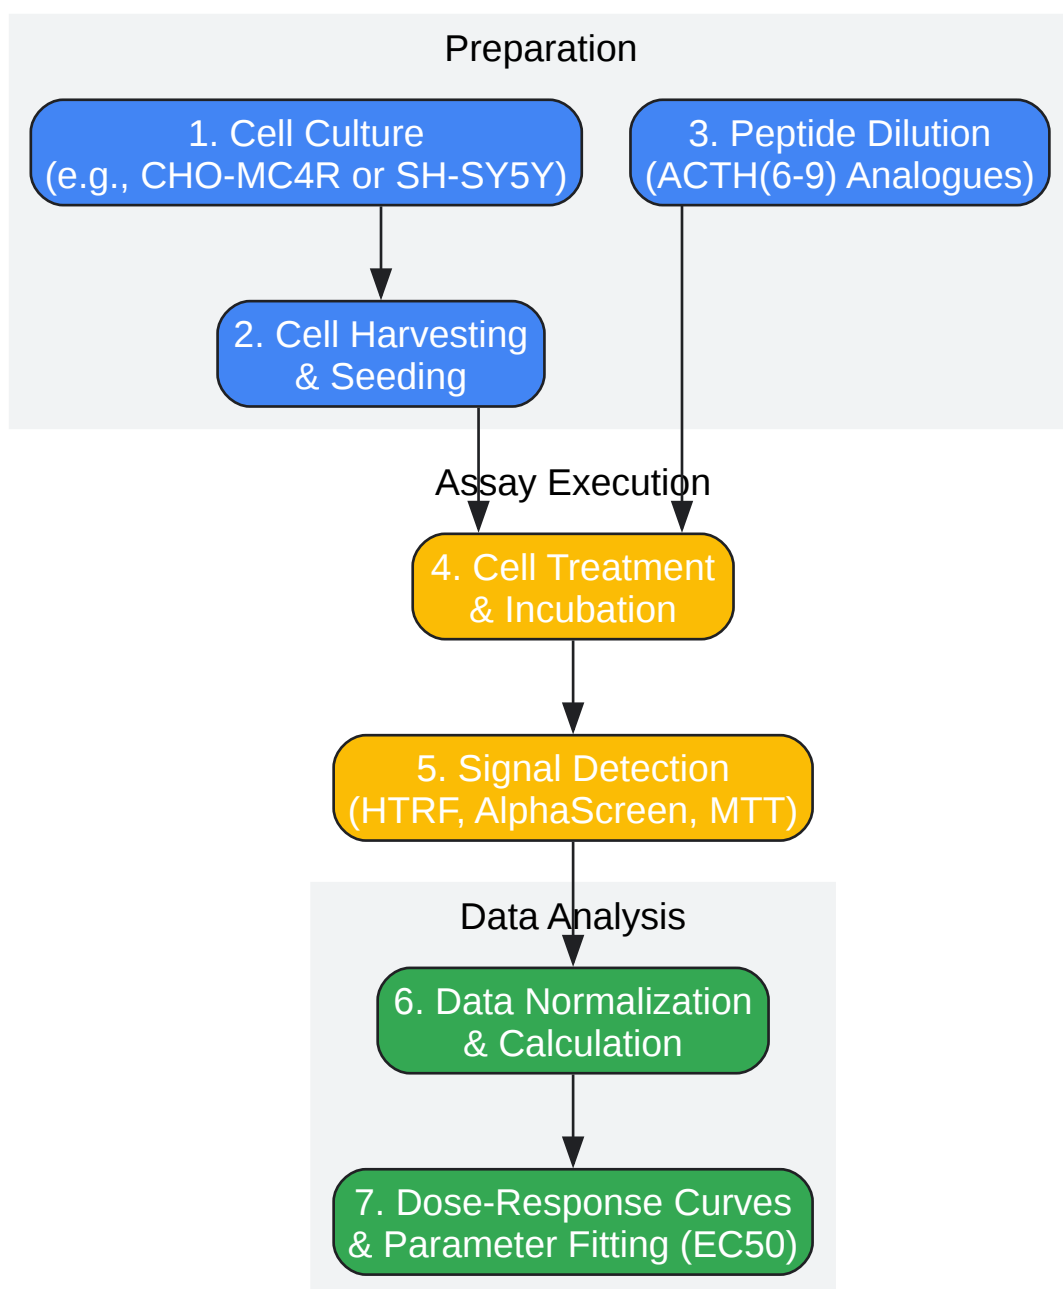 Preparation
1. Cell Culture
(e.g., CHO-MC4R or SH-SY5Y)
3. Peptide Dilution
(ACTH(6-9) Analogues)
2. Cell Harvesting
& Seeding
Assay Execution
4. Cell Treatment
& Incubation
5. Signal Detection
(HTRF, AlphaScreen, MTT)
Data Analysis
6. Data Normalization
& Calculation
7. Dose-Response Curves
& Parameter Fitting (EC50)